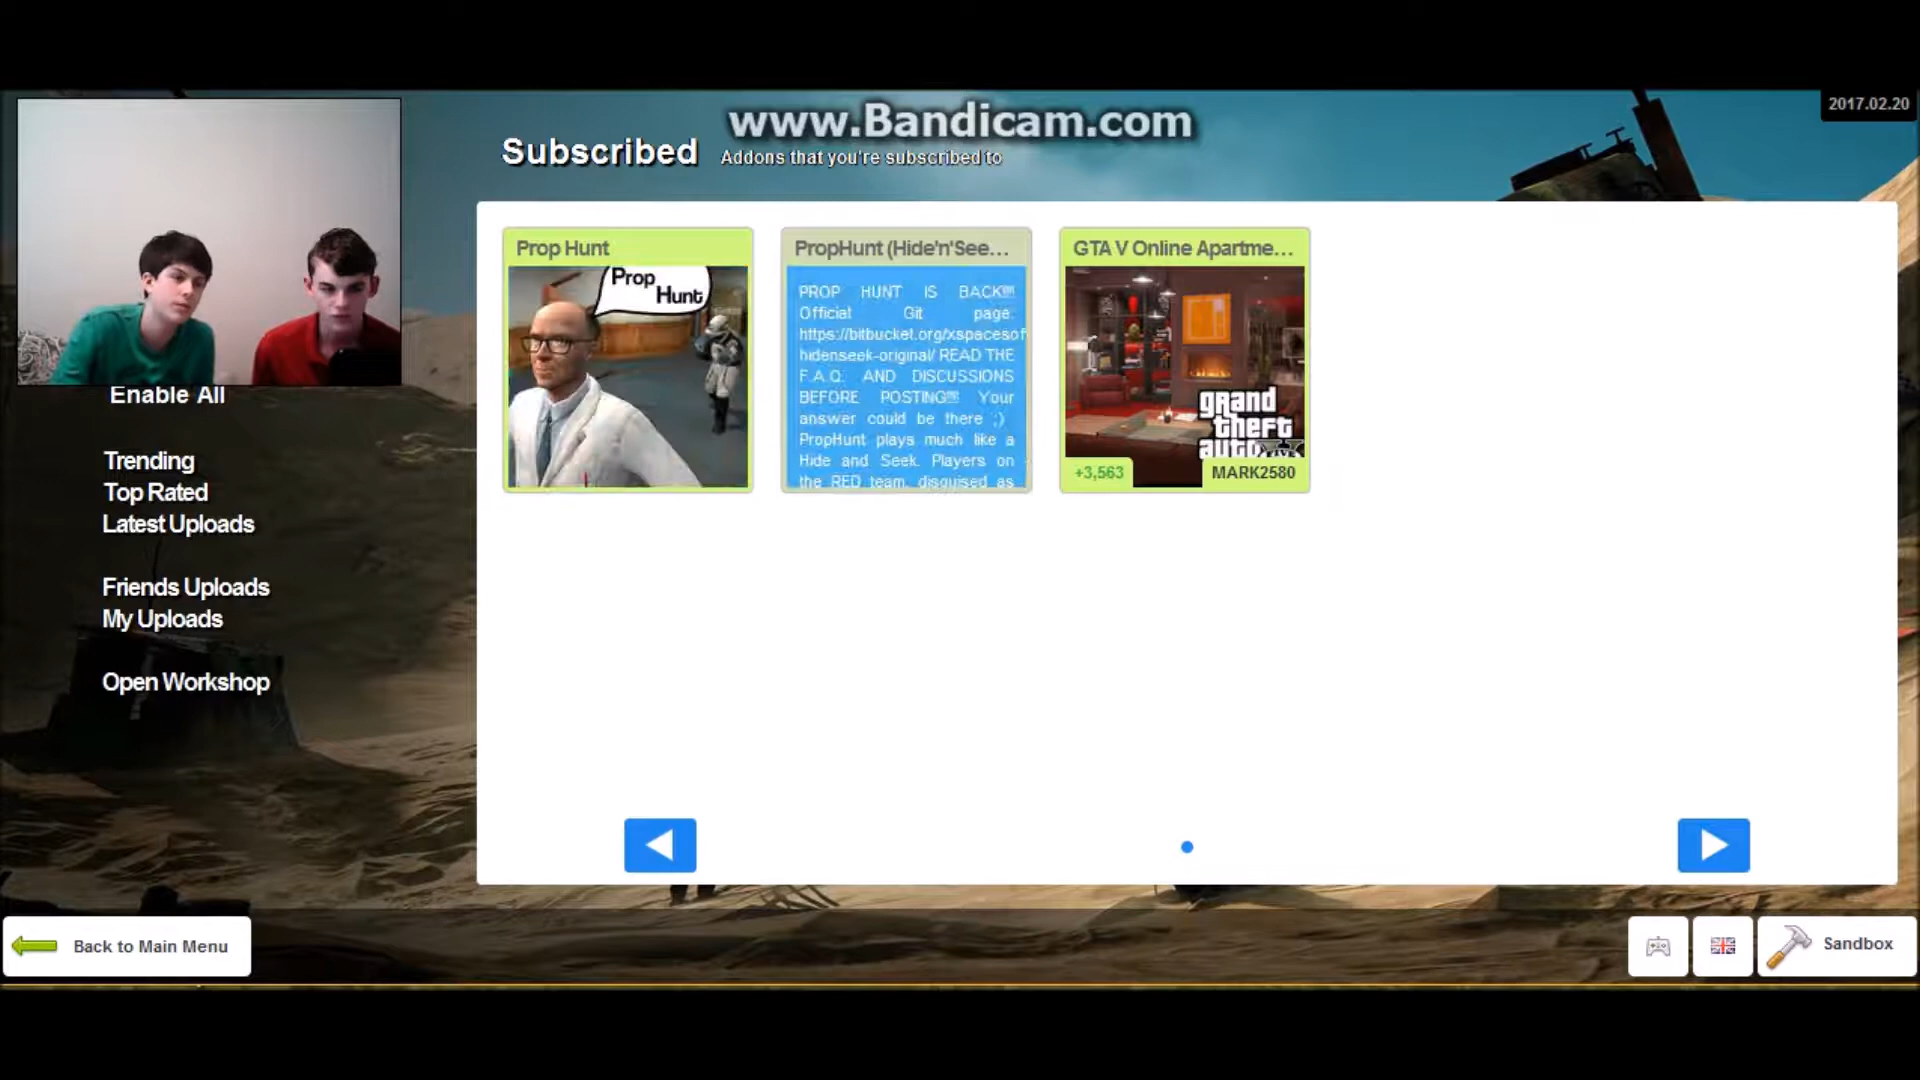 www.Bandicam.com
2017.02.20
Subscribed
Addons that you're subscribed to
Prop Hunt
Prop
Hunt
PropHunt (Hide'n'See...
PROP HUNT IS BACK!!!
Official Git page:
https://bitbucket.org/xspacesof
hidenseek-original/ READ THE
F.A.Q. AND DISCUSSIONS
BEFORE POSTING!!! Your
answer could be there ;)
PropHunt plays much like a
Hide and Seek. Players on
the RED team, disguised as
GTA V Online Apartme...
grand
theft
auto
+3,563
MARK2580
Enable All
Trending
Top Rated
Latest Uploads
Friends Uploads
My Uploads
Open Workshop
Back to Main Menu
Sandbox